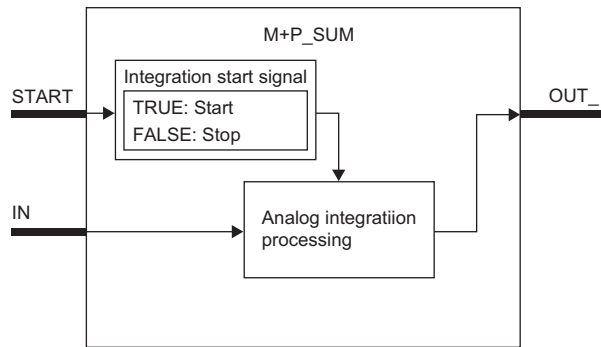 M+P_SUM
Integration start signal
START
TRUE: Start
FALSE: Stop
OUT_
IN
Analog integratiion
processing